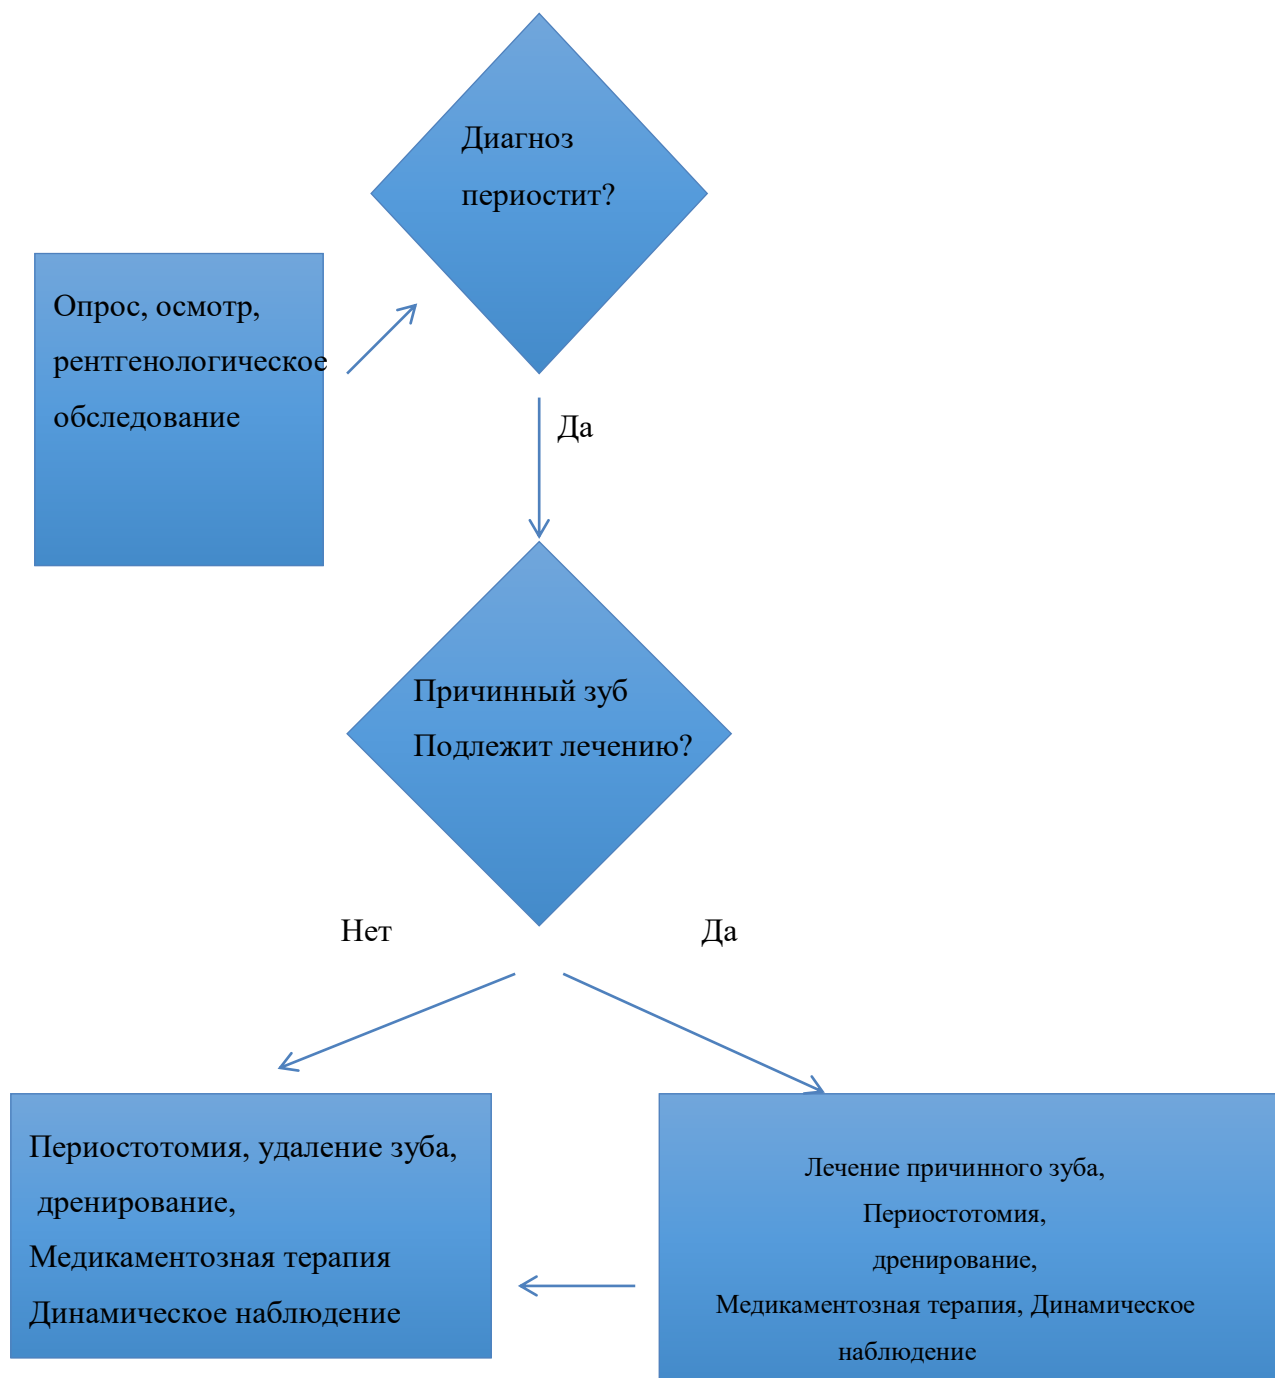 Диагноз
периостит?
Опрос, осмотр,
рентгенологическое
обследование
Да
Причинный зуб
Подлежит лечению?
Нет
Да
Периостотомия, удаление зуба,
дренирование,
Медикаментозная терапия
Динамическое наблюдение
Лечение причинного зуба,
Периостотомия,
дренирование,
Медикаментозная терапия, Динамическое
наблюдение